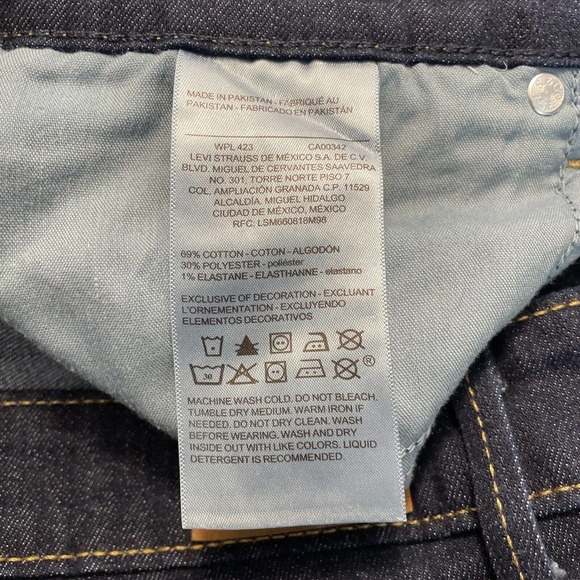 MADE IN PAKISTAN - FABRIQUÉ AU
PAKISTAN - FABRICADO EN PAKISTÁN
WPL 423 CA00342
LEVI STRAUSS DE MÉXICO S.A. DE C.V.
BLVD. MIGUEL DE CERVANTES SAAVEDRA
NO. 301, TORRE NORTE PISO 7
COL. AMPLIACIÓN GRANADA C.P. 11529
ALCALDÍA. MIGUEL HIDALGO
CIUDAD DE MÉXICO, MÉXICO
RFC: LSM680818M98
69% COTTON - COTON - ALGODÓN
30% POLYESTER - poliéster
1% ELASTANE - ELASTHANNE - elastano
EXCLUSIVE OF DECORATION - EXCLUANT
L'ORNEMENTATION - EXCLUYENDO
ELEMENTOS DECORATIVOS
30 ®
MACHINE WASH COLD. DO NOT BLEACH.
TUMBLE DRY MEDIUM. WARM IRON IF
NEEDED. DO NOT DRY CLEAN. WASH
BEFORE WEARING. WASH AND DRY
INSIDE OUT WITH LIKE COLORS. LIQUID
DETERGENT IS RECOMMENDED.